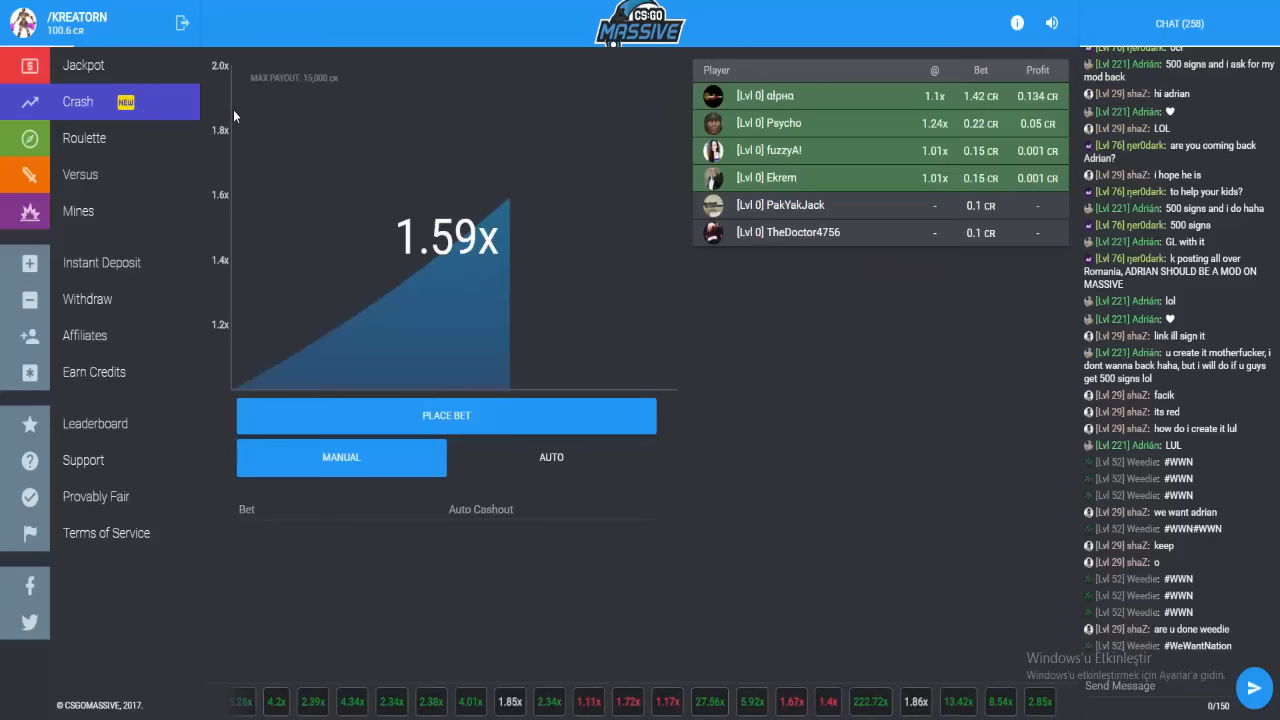 /KREATORN
100.6 CR
CS:GO
MASSIVE
CHAT (258)
Jackpot
Crash NEW
Roulette
Versus
Mines
Instant Deposit
Withdraw
Affiliates
Earn Credits
Leaderboard
Support
Provably Fair
Terms of Service
© CSGOMASSIVE, 2017.
2.0x
MAX PAYOUT: 15,000 CR
1.8x
1.6x
1.59x
1.4x
1.2x
PLACE BET
MANUAL AUTO
Bet Auto Cashout
Player @ Bet Profit
[Lvl 0] αlρнα 1.1x 1.42 CR 0.134 CR
[Lvl 0] Psycho 1.24x 0.22 CR 0.05 CR
[Lvl 0] fuzzyA! 1.01x 0.15 CR 0.001 CR
[Lvl 0] Ekrem 1.01x 0.15 CR 0.001 CR
[Lvl 0] PakYakJack - 0.1 CR -
[Lvl 0] TheDoctor4756 - 0.1 CR -
4.2x 2.39x 4.34x 2.34x 2.38x 4.01x 1.85x 2.34x 1.11x 1.72x 1.17x 27.56x 5.92x 1.67x 1.4x 222.72x 1.86x 13.42x 8.54x 2.85x
[Lvl 221] Adrián: 500 signs and i ask for my
mod back
[Lvl 29] shaZ: hi adrian
[Lvl 221] Adrián: ♥
[Lvl 29] shaZ: LOL
[Lvl 76] ŋer0dark: are you coming back
Adrian?
[Lvl 29] shaZ: i hope he is
[Lvl 76] ŋer0dark: to help your kids?
[Lvl 221] Adrián: 500 signs and i do haha
[Lvl 76] ŋer0dark: 500 signs
[Lvl 221] Adrián: GL with it
[Lvl 76] ŋer0dark: k posting all over
Romania, ADRIAN SHOULD BE A MOD ON
MASSIVE
[Lvl 221] Adrián: lol
[Lvl 221] Adrián: ♥
[Lvl 29] shaZ: link ill sign it
[Lvl 221] Adrián: u create it motherfucker, i
dont wanna back haha, but i will do if u guys
get 500 signs lol
[Lvl 29] shaZ: facik
[Lvl 29] shaZ: its red
[Lvl 29] shaZ: how do i create it lul
[Lvl 221] Adrián: LUL
[Lvl 52] Weedie: #WWN
[Lvl 52] Weedie: #WWN
[Lvl 52] Weedie: #WWN
[Lvl 29] shaZ: we want adrian
[Lvl 52] Weedie: #WWN#WWN
[Lvl 29] shaZ: keep
[Lvl 29] shaZ: o
[Lvl 52] Weedie: #WWN
[Lvl 52] Weedie: #WWN
[Lvl 52] Weedie: #WWN
[Lvl 29] shaZ: are u done weedie
[Lvl 52] Weedie: #WeWantNation
Windows'u Etkinleştir
Windows'u etkinleştirmek için Ayarlar'a gidin.
Send Message
0/150